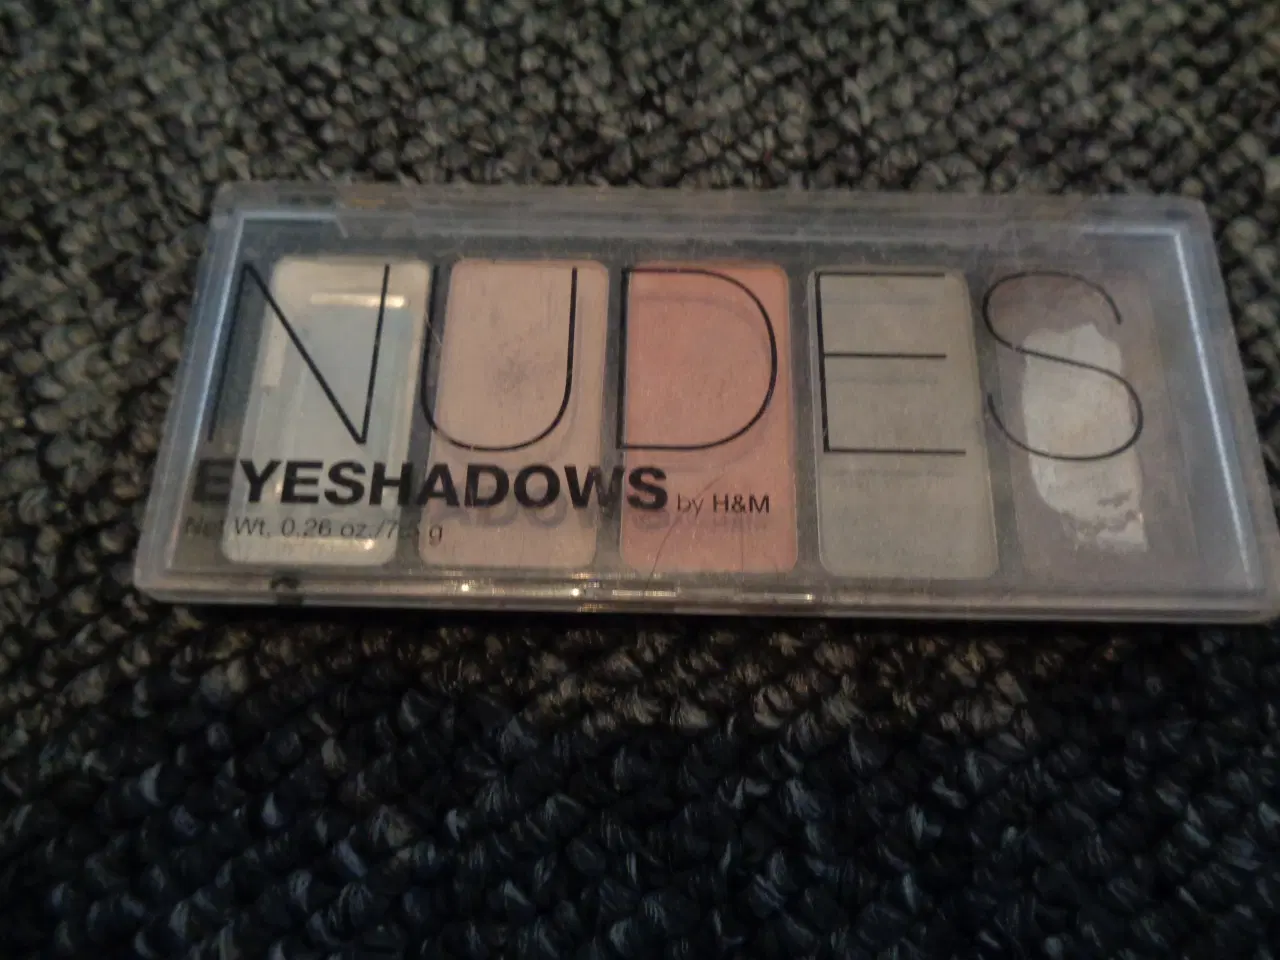 NUDES
EYESHADOWS by H&M
Net Wt. 0.26 oz./ g